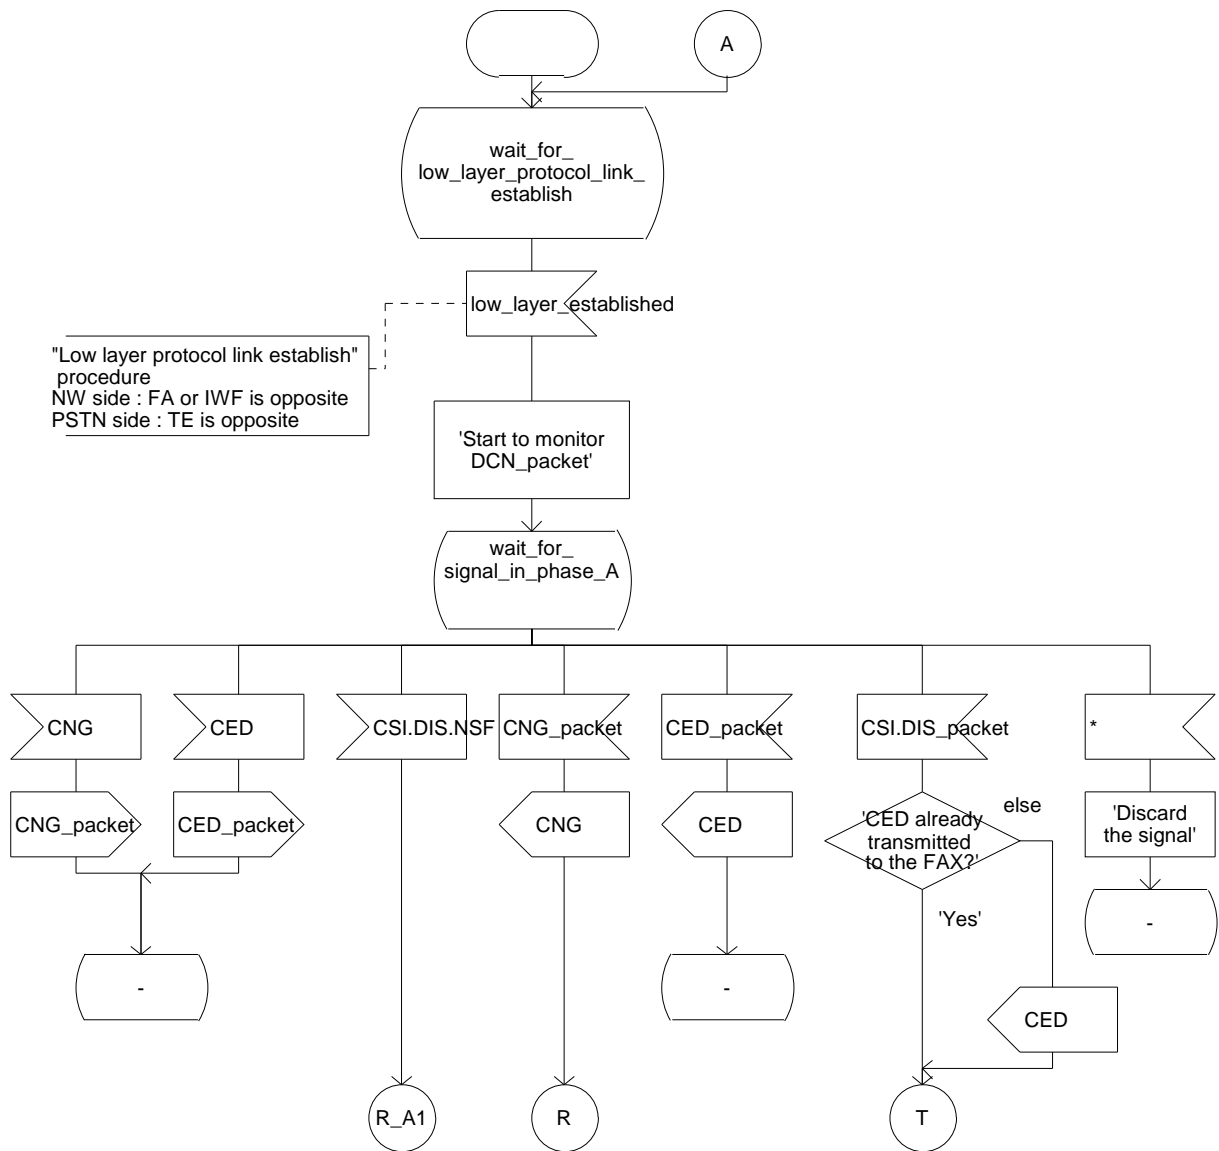 A
wait_for_
low_layer_protocol_link_
establish
low_layer_established
"Low layer protocol link establish"
procedure
NW side : FA or IWF is opposite
PSTN side : TE is opposite
'Start to monitor
DCN_packet'
wait_for_
signal_in_phase_A
CNG
CED
CSI.DIS.NSF
CNG_packet
CED_packet
CSI.DIS_packet
*
CNG_packet
CED_packet
CNG
CED
'CED already
transmitted
to the FAX?'
else
'Discard
the signal'
'Yes'
-
-
-
CED
R_A1
R
T